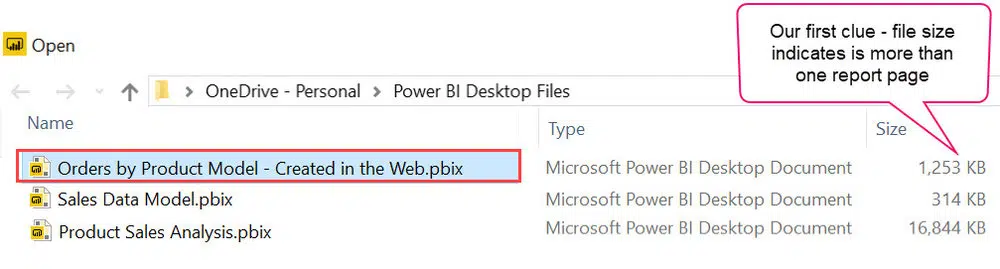 Open
Our first clue - file size
indicates is more than
one report page
OneDrive - Personal > Power BI Desktop Files
Name Type Size
Orders by Product Model - Created in the Web.pbix Microsoft Power BI Desktop Document 1,253 KB
Sales Data Model.pbix Microsoft Power BI Desktop Document 314 KB
Product Sales Analysis.pbix Microsoft Power BI Desktop Document 16,844 KB